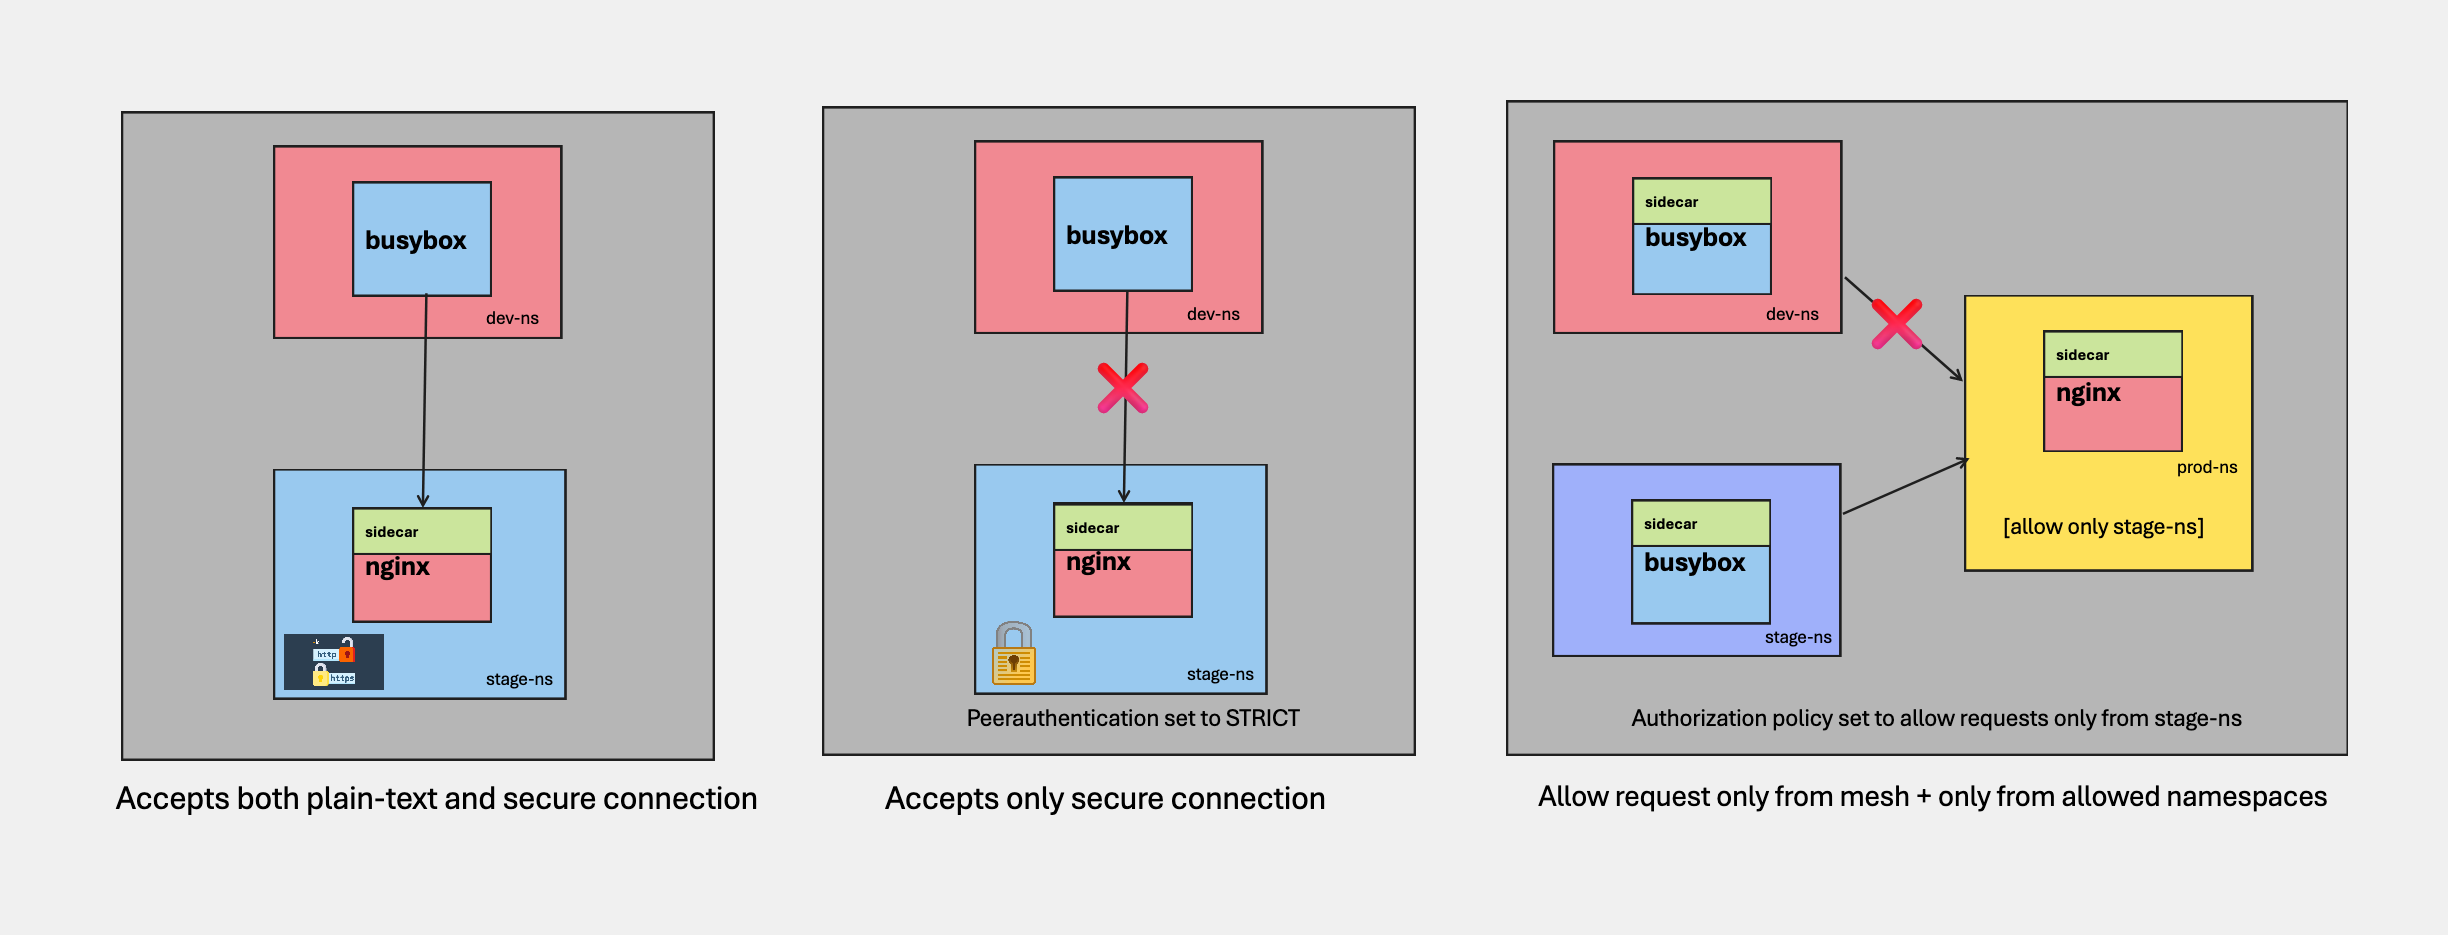 busybox
dev-ns
sidecar
nginx
http
https
stage-ns
Accepts both plain-text and secure connection
busybox
dev-ns
sidecar
nginx
stage-ns
Peerauthentication set to STRICT
Accepts only secure connection
sidecar
busybox
dev-ns
sidecar
nginx
prod-ns
[allow only stage-ns]
sidecar
busybox
stage-ns
Authorization policy set to allow requests only from stage-ns
Allow request only from mesh + only from allowed namespaces